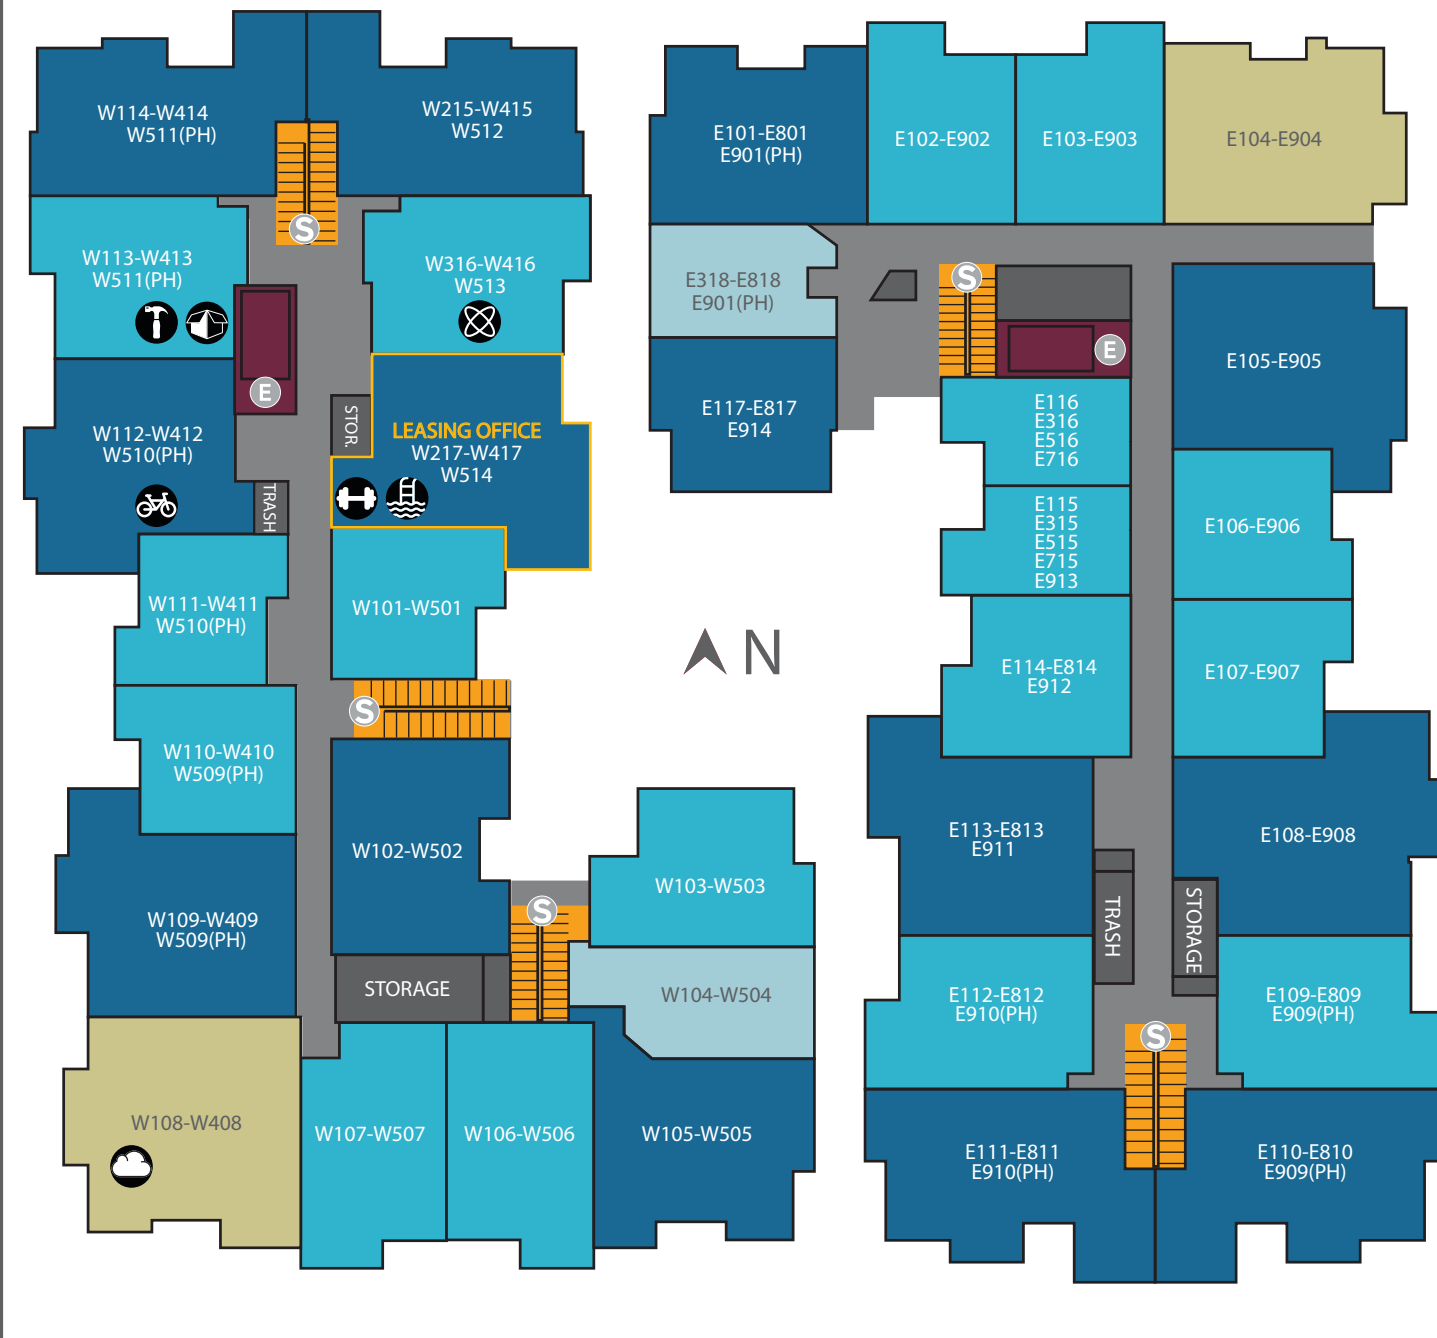 W114-W414
W511(PH)
W215-W415
W512
S
W113-W413
W511(PH)
W316-W416
W513
E
STOR.
LEASING OFFICE
W217-W417
W514
W112-W412
W510(PH)
TRASH
W111-W411
W510(PH)
W101-W501
S
W110-W410
W509(PH)
W102-W502
W109-W409
W509(PH)
W103-W503
S
STORAGE
W104-W504
W108-W408
W107-W507
W106-W506
W105-W505
N
E101-E801
E901(PH)
E102-E902
E103-E903
E104-E904
E318-E818
E901(PH)
S
E
E105-E905
E117-E817
E914
E116
E316
E516
E716
E115
E315
E515
E715
E913
E106-E906
E114-E814
E912
E107-E907
E113-E813
E911
E108-E908
TRASH
STORAGE
E112-E812
E910(PH)
E109-E809
E909(PH)
S
E111-E811
E910(PH)
E110-E810
E909(PH)